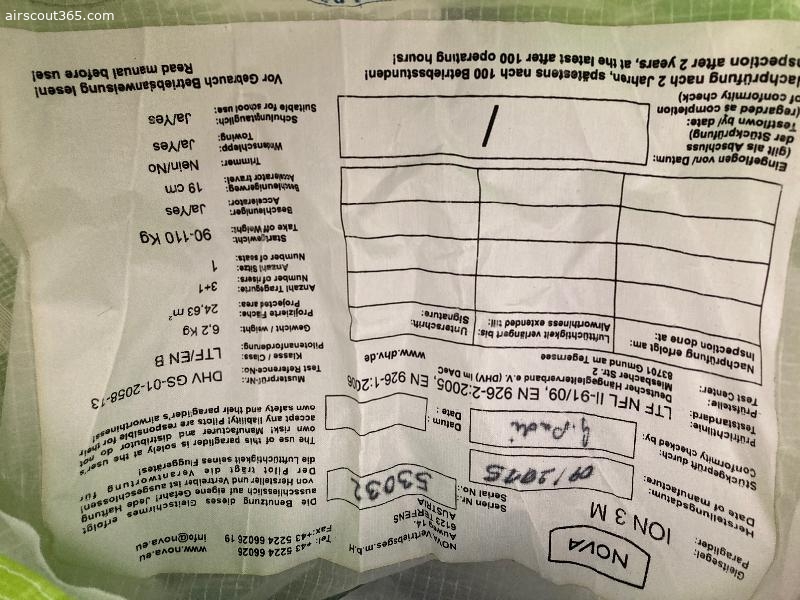 airscout365.com
NOVA
NOVA Vertriebsges.m.b.H
Auweg 14,
6123 TERFENS
AUSTRIA
Tel: +43 5224 66026
Fax: +43 5224 66026 19
www.nova.eu
info@nova.eu
Gleitsegel:
Paraglider:
ION 3 M
Herstellungsdatum:
Date of manufacture:
09/2015
Serien Nr:
Serial No.:
53032
Stückgeprüft durch:
Conformity checked by
Datum :
Date :
Die Benutzung dieses Gleitschirmes erfolgt
ausschliesslich auf eigene Gefahr! Jede Haftung
von Hersteller und Vertreiber ist ausgeschlossen!
Der Pilot trägt die Verantwortung für
die Lufttüchtigkeit seines Fluggerätes!
The use of this paraglider is solely at the user's
own risk! Manufacturer and distributor do not
accept any liability! Pilots are responsible for their
own safety and their paraglider's airworthiness!
Prüfrichtlinie:
Teststandard:
LTF NFL II-91/09, EN 926-2:2005, EN 926-1:2006
Prüfstelle:
Test Center:
Deutscher Hängegleiterverband e.V. (DHV) im DAeC
Miesbacher Str. 2
83701 Gmund am Tegernsee
www.dhv.de
Musterprüf-Nr.:
Test Reference-No:
DHV GS-01-2058-13
Klasse / Class:
Pilotenanforderung:
LTF/EN B
Gewicht / weight:
6,2 Kg
Projizierte Fläche:
Projected area:
24,63 m²
Anzahl Tragegurte:
Number of risers:
3+1
Anzahl Sitze:
Number of seats:
1
Startgewicht:
Take off Weight:
90-110 Kg
Beschleuniger:
Accelerator:
Ja/Yes
Beschleunigerweg:
Accelerator travel:
19 cm
Trimmer:
Nein/No
Windenschlepp:
Towing:
Ja/Yes
Schulungstauglich:
Suitable for school use:
Ja/Yes
Vor Gebrauch Betriebsanweisung lesen!
Read manual before use!
Nachprüfung erfolgt am:
Inspection done at:
Lufttüchtigkeit verlängert bis:
Airworthiness extended till:
Unterschrift:
Signature:
Eingeflogen von/ Datum:
(gilt als Abschluss
der Stückprüfung)
Testflown by/ date:
(regarded as completion
of conformity check)
/
Nachprüfung nach 2 Jahren, spätestens nach 100 Betriebsstunden!
Inspection after 2 years, at the latest after 100 operating hours!